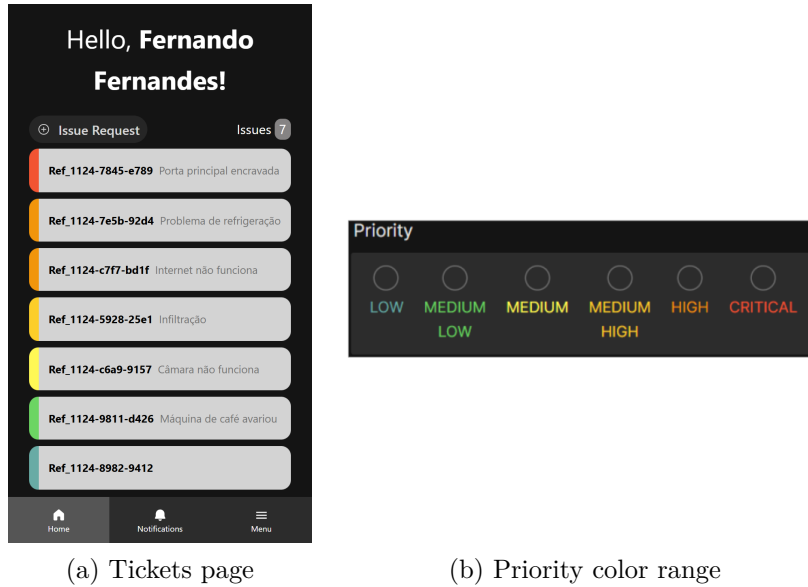 Hello, Fernando
Fernandes!
Issue Request
Issues 7
Ref_1124-7845-e789 Porta principal encravada
Ref_1124-7e5b-92d4 Problema de refrigeração
Ref_1124-c7f7-bd1f Internet não funciona
Ref_1124-5928-25e1 Infiltração
Ref_1124-c6a9-9157 Câmara não funciona
Ref_1124-9811-d426 Máquina de café avariou
Ref_1124-8982-9412
Home Notifications Menu
(a) Tickets page
Priority
LOW MEDIUM MEDIUM MEDIUM HIGH CRITICAL
LOW HIGH
(b) Priority color range